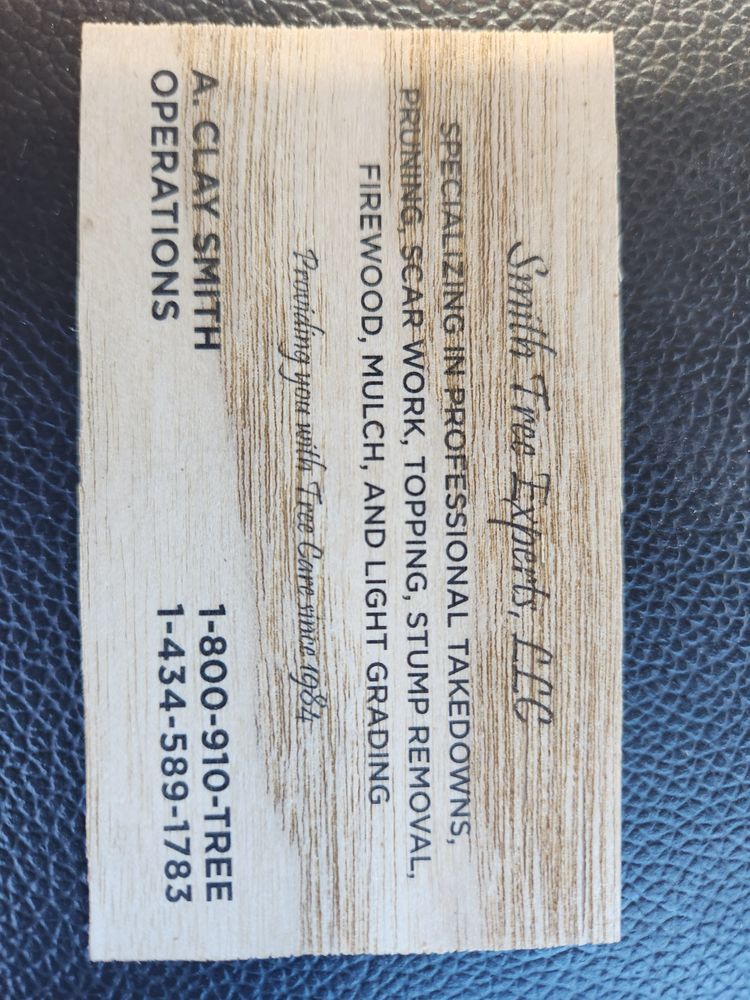 Smith Tree Experts, LLC
SPECIALIZING IN PROFESSIONAL TAKEDOWNS,
PRUNING, SCAR WORK, TOPPING, STUMP REMOVAL,
FIREWOOD, MULCH, AND LIGHT GRADING
Providing you with Tree Care since 1984
A. CLAY SMITH
OPERATIONS
1-800-910-TREE
1-434-589-1783